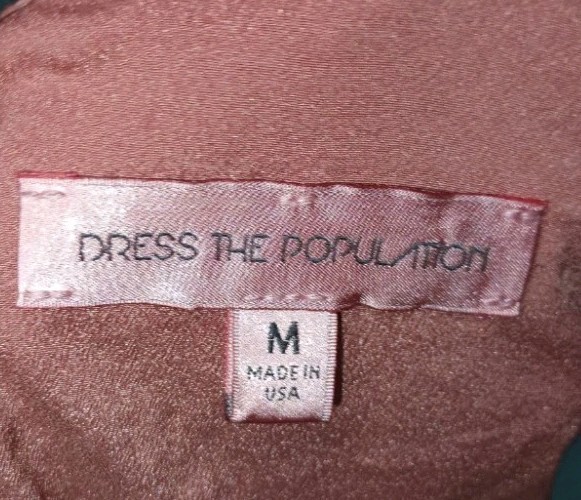 DRESS THE POPULATION
M
MADE IN
USA